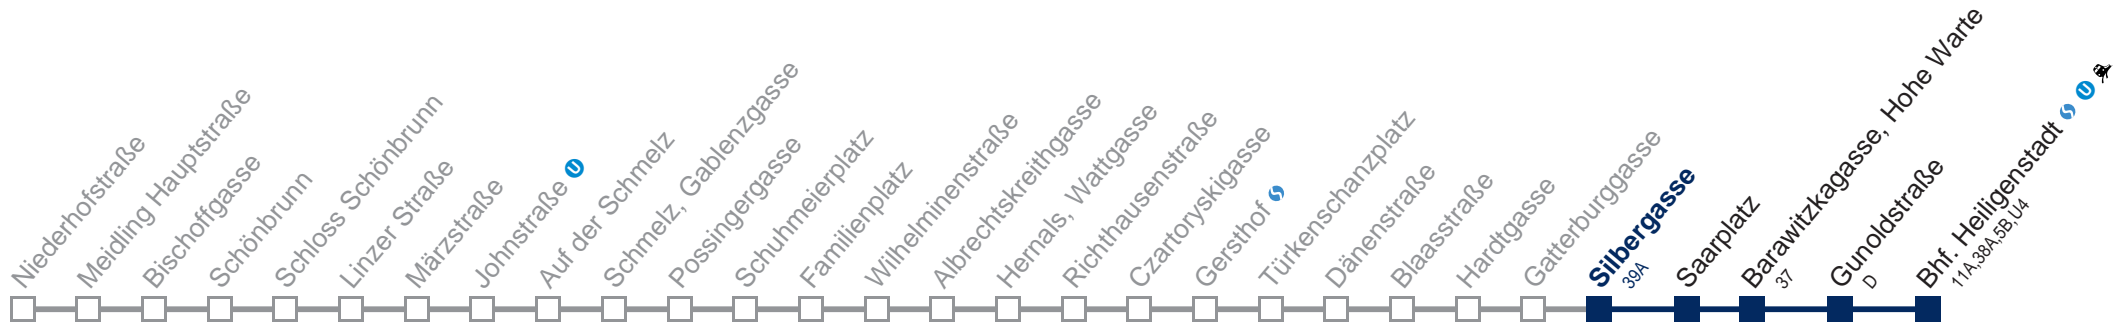 Niederhofstraße
Meidling Hauptstraße
Bischoffgasse
Schönbrunn
Schloss Schönbrunn
Linzer Straße
Märzstraße
Johnstraße U
Auf der Schmelz
Schmelz, Gablenzgasse
Possingergasse
Schuhmeierplatz
Familienplatz
Wilhelminenstraße
Albrechtskreithgasse
Hernals, Wattgasse
Richthausenstraße
Czartoryskigasse
Gersthof S
Türkenschanzplatz
Dänenstraße
Blaasstraße
Hardtgasse
Gatterburggasse
Silbergasse
39A
Saarplatz
Barawitzkagasse, Hohe Warte
37
Gunoldstraße
D
Bhf. Heiligenstadt S U
11A,38A,5B,U4